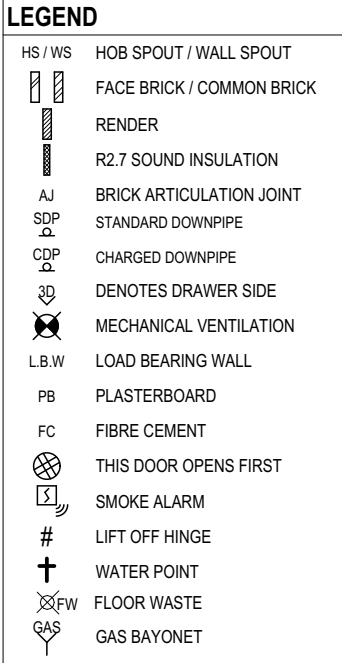 LEGEND
HS / WS HOB SPOUT / WALL SPOUT
FACE BRICK / COMMON BRICK
RENDER
R2.7 SOUND INSULATION
AJ BRICK ARTICULATION JOINT
SDP STANDARD DOWNPIPE
CDP CHARGED DOWNPIPE
3D DENOTES DRAWER SIDE
MECHANICAL VENTILATION
L.B.W LOAD BEARING WALL
PB PLASTERBOARD
FC FIBRE CEMENT
THIS DOOR OPENS FIRST
SMOKE ALARM
# LIFT OFF HINGE
WATER POINT
FW FLOOR WASTE
GAS GAS BAYONET